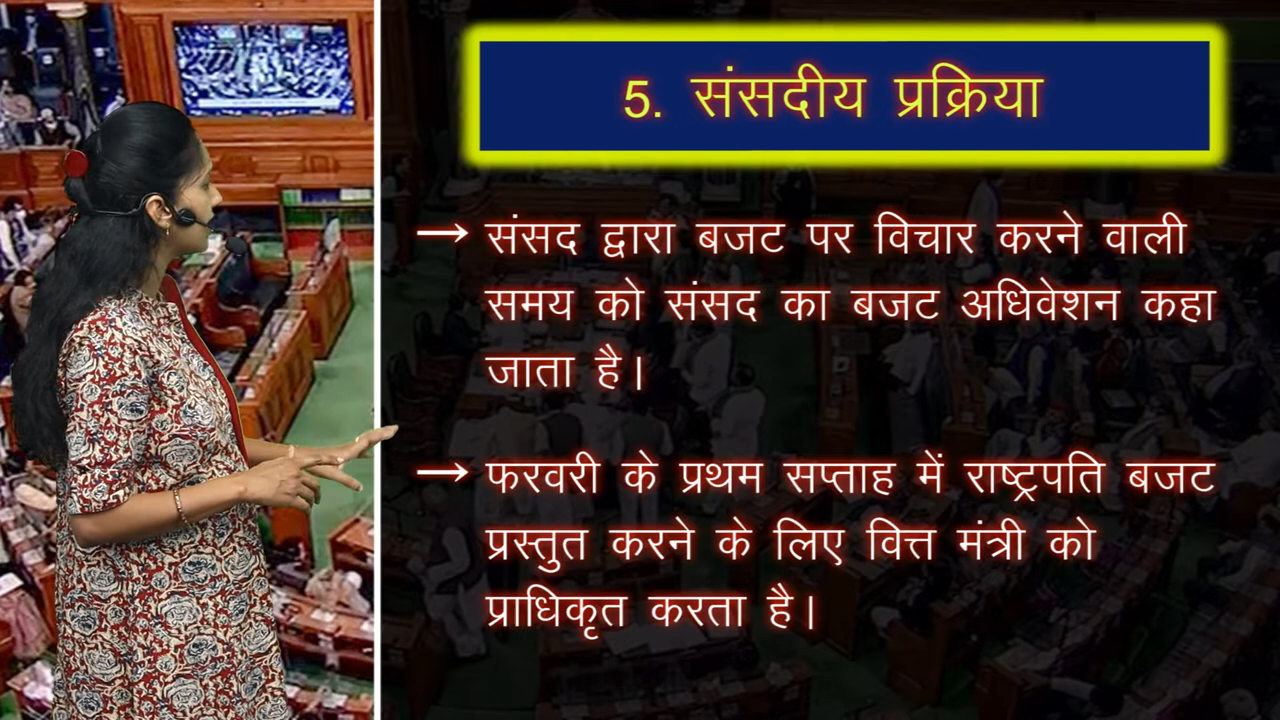 5. संसदीय प्रक्रिया
→ संसद द्वारा बजट पर विचार करने वाली
समय को संसद का बजट अधिवेशन कहा
जाता है।
→ फरवरी के प्रथम सप्ताह में राष्ट्रपति बजट
प्रस्तुत करने के लिए वित्त मंत्री को
प्राधिकृत करता है।